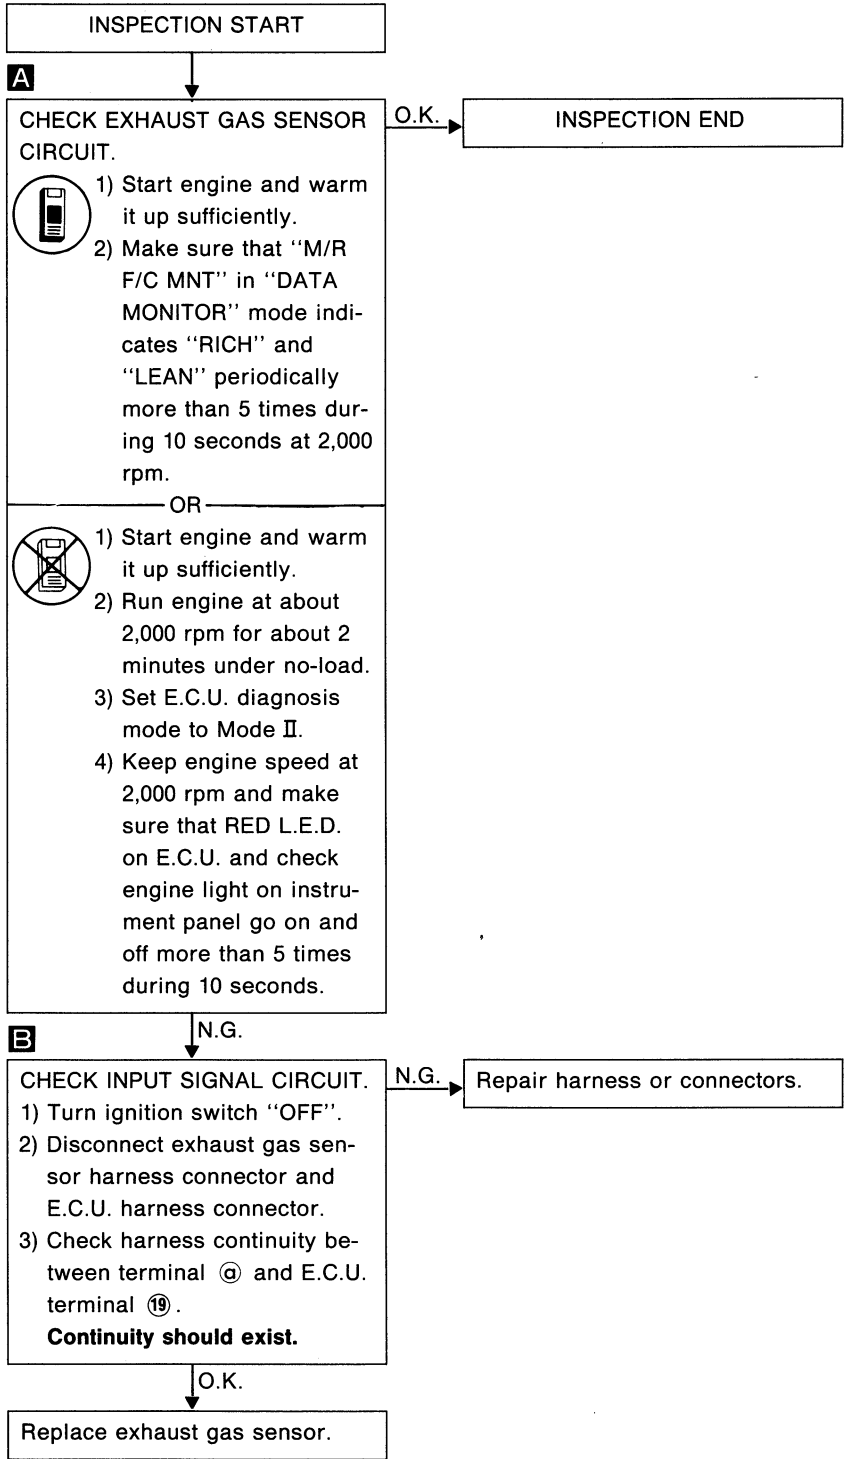 INSPECTION START
A
CHECK EXHAUST GAS SENSOR
CIRCUIT.
1) Start engine and warm
it up sufficiently.
2) Make sure that "M/R
F/C MNT" in "DATA
MONITOR" mode indi-
cates "RICH" and
"LEAN" periodically
more than 5 times dur-
ing 10 seconds at 2,000
rpm.
O.K.
INSPECTION END
OR
1) Start engine and warm
it up sufficiently.
2) Run engine at about
2,000 rpm for about 2
minutes under no-load.
3) Set E.C.U. diagnosis
mode to Mode II.
4) Keep engine speed at
2,000 rpm and make
sure that RED L.E.D.
on E.C.U. and check
engine light on instru-
ment panel go on and
off more than 5 times
during 10 seconds.
N.G.
B
CHECK INPUT SIGNAL CIRCUIT.
1) Turn ignition switch "OFF".
2) Disconnect exhaust gas sen-
sor harness connector and
E.C.U. harness connector.
3) Check harness continuity be-
tween terminal ⓐ and E.C.U.
terminal ⑲.
Continuity should exist.
N.G.
Repair harness or connectors.
O.K.
Replace exhaust gas sensor.